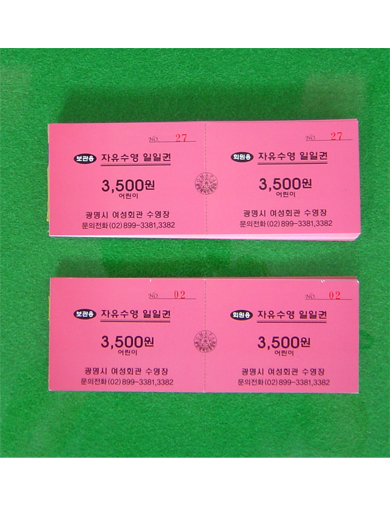 NO. 27
보관용 자유수영 일일권
3,500원
어린이
광명시 여성회관 수영장
문의전화(02)899-3381,3382
NO. 27
회원용 자유수영 일일권
3,500원
어린이
광명시 여성회관 수영장
문의전화(02)899-3381,3382
NO. 02
보관용 자유수영 일일권
3,500원
어린이
광명시 여성회관 수영장
문의전화(02)899-3381,3382
NO. 02
회원용 자유수영 일일권
3,500원
어린이
광명시 여성회관 수영장
문의전화(02)899-3381,3382